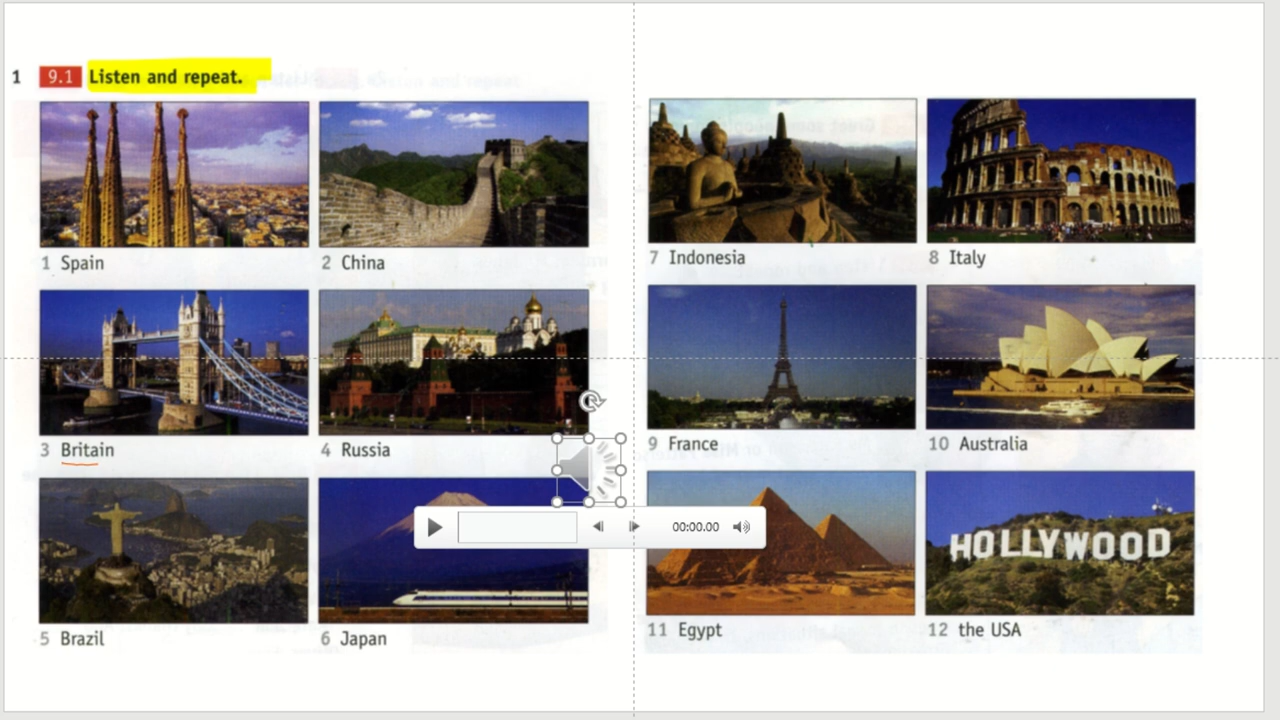 1 9.1 Listen and repeat.
1 Spain
2 China
3 Britain
4 Russia
5 Brazil
6 Japan
7 Indonesia
8 Italy
9 France
10 Australia
11 Egypt
HOLLYWOOD
12 the USA
00:00.00